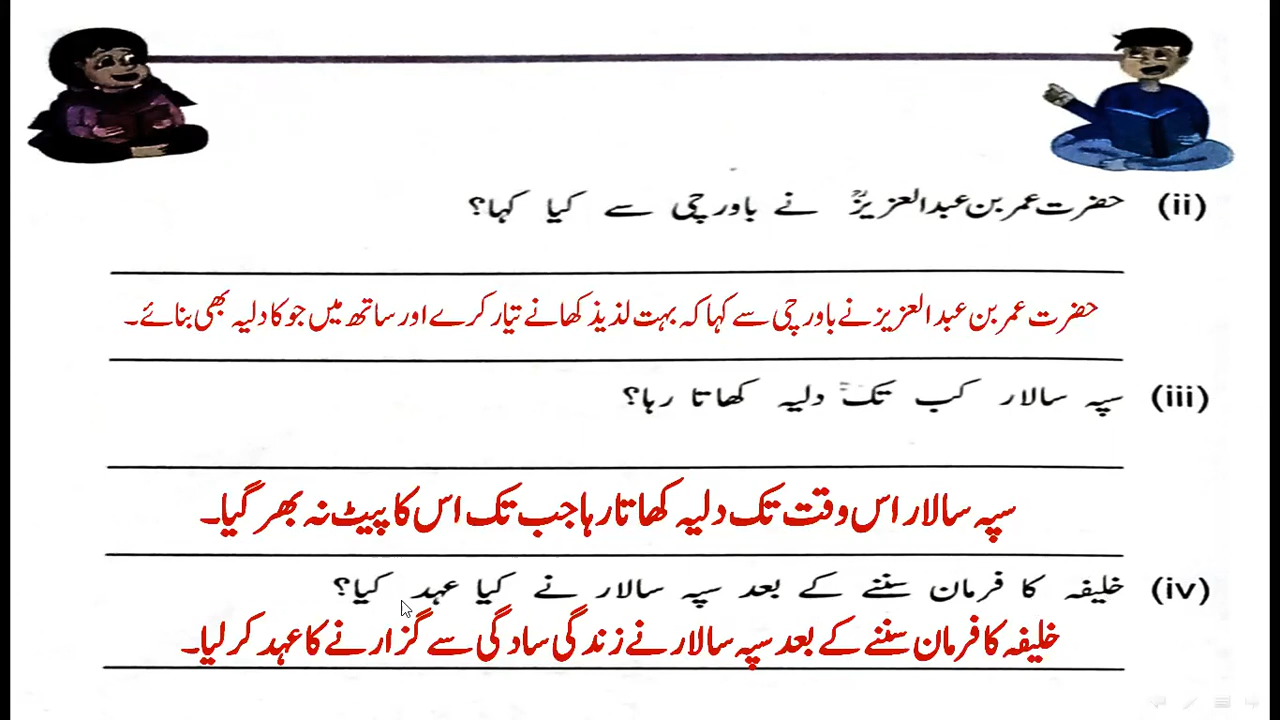 (ii) حضرت عمر بن عبدالعزیزؒ نے باورچی سے کیا کہا؟
حضرت عمر بن عبدالعزیز نے باورچی سے کہا کہ بہت لذیذ کھانے تیار کرے اور ساتھ میں جو کا دلیہ بھی بنائے۔
(iii) سپہ سالار کب تک دلیہ کھاتا رہا؟
سپہ سالار اس وقت تک دلیہ کھاتا رہا جب تک اس کا پیٹ نہ بھر گیا۔
(iv) خلیفہ کا فرمان سننے کے بعد سپہ سالار نے کیا عہد کیا؟
خلیفہ کا فرمان سننے کے بعد سپہ سالار نے زندگی سادگی سے گزارنے کا عہد کر لیا۔